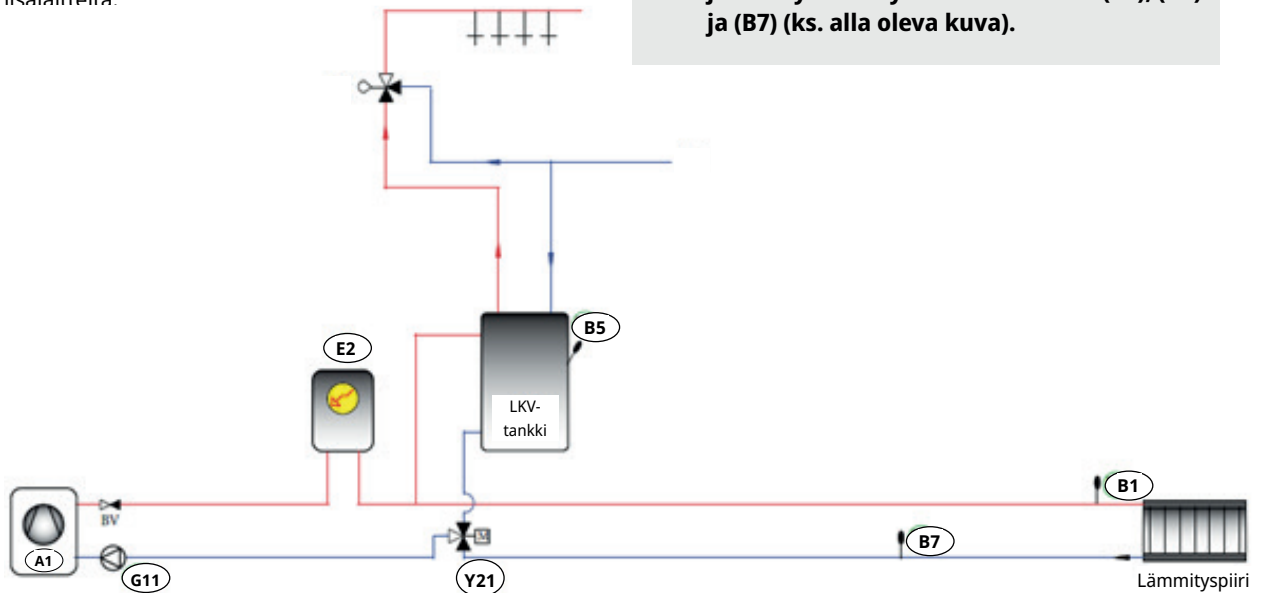 ja (B7) (ks. alla oleva kuva).
B5
E2
LKV-
tankki
B1
BV
B7
A1
G11
Y21
Lämmityspiiri